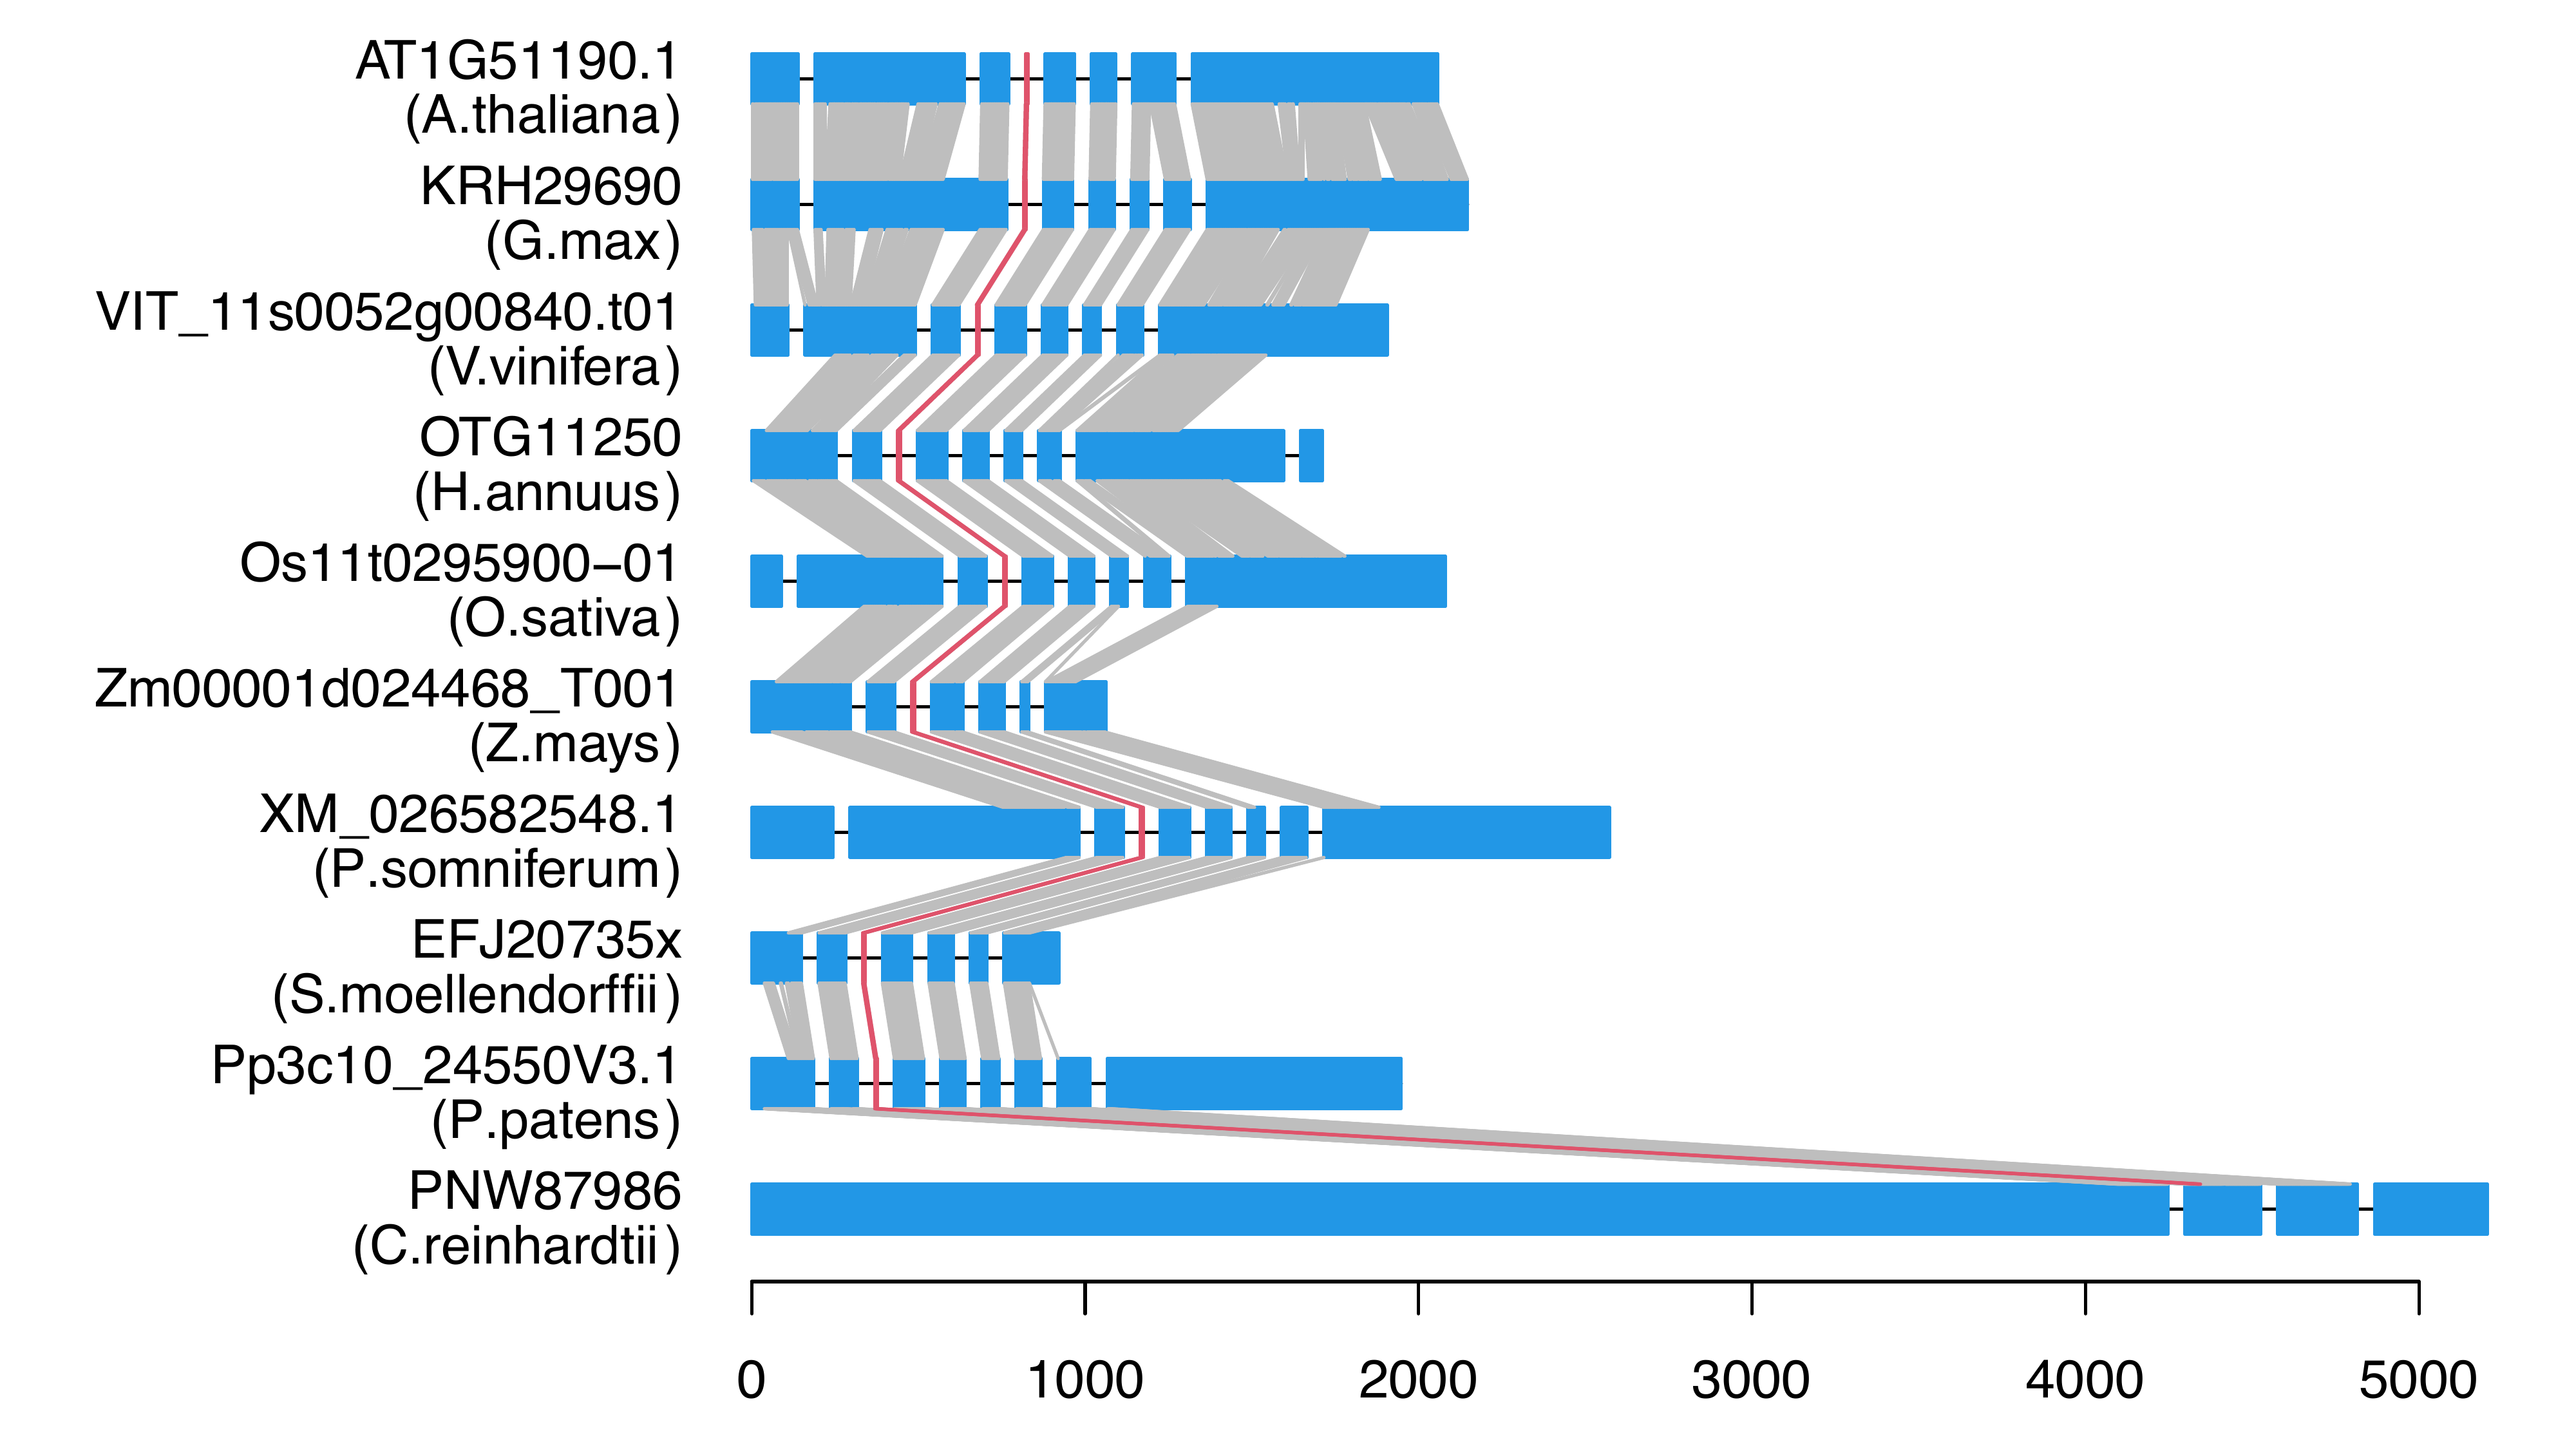 AT1G51190.1
(A.thaliana)
KRH29690
(G.max)
VIT_11s0052g00840.t01
(V.vinifera)
OTG11250
(H.annuus)
Os11t0295900−01
(O.sativa)
Zm00001d024468_T001
(Z.mays)
XM_026582548.1
(P.somniferum)
EFJ20735x
(S.moellendorffii)
Pp3c10_24550V3.1
(P.patens)
PNW87986
(C.reinhardtii)
0 1000 2000 3000 4000 5000